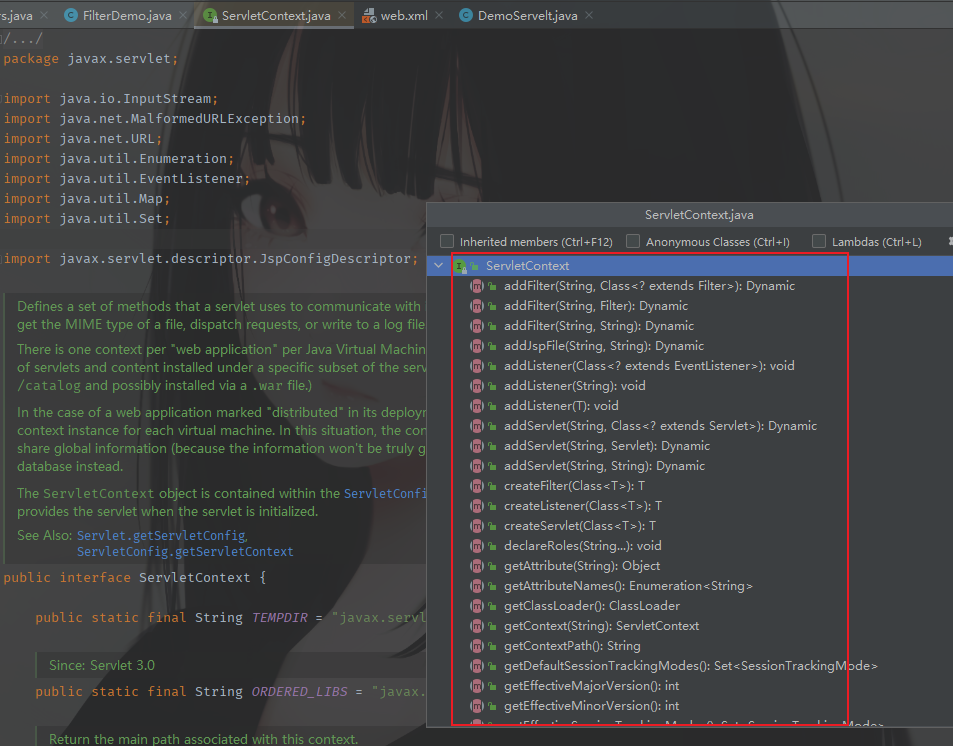 rs.java
FilterDemo.java
ServletContext.java
web.xml
DemoServelt.java
/.../
package javax.servlet;
import java.io.InputStream;
import java.net.MalformedURLException;
import java.net.URL;
import java.util.Enumeration;
import java.util.EventListener;
import java.util.Map;
import java.util.Set;
import javax.servlet.descriptor.JspConfigDescriptor;
Defines a set of methods that a servlet uses to communicate with
get the MIME type of a file, dispatch requests, or write to a log file
There is one context per "web application" per Java Virtual Machin
of servlets and content installed under a specific subset of the serv
/catalog and possibly installed via a .war file.)
In the case of a web application marked "distributed" in its deployn
context instance for each virtual machine. In this situation, the con
share global information (because the information won't be truly g
database instead.
The ServletContext object is contained within the ServletConfi
provides the servlet when the servlet is initialized.
See Also: Servlet.getServletConfig,
ServletConfig.getServletContext
public interface ServletContext {
public static final String TEMPDIR = "javax.servl
Since: Servlet 3.0
public static final String ORDERED_LIBS = "javax.
Return the main path associated with this context.
ServletContext.java
Inherited members (Ctrl+F12) Anonymous Classes (Ctrl+I) Lambdas (Ctrl+L)
ServletContext
addFilter(String, Class<? extends Filter>): Dynamic
addFilter(String, Filter): Dynamic
addFilter(String, String): Dynamic
addJspFile(String, String): Dynamic
addListener(Class<? extends EventListener>): void
addListener(String): void
addListener(T): void
addServlet(String, Class<? extends Servlet>): Dynamic
addServlet(String, Servlet): Dynamic
addServlet(String, String): Dynamic
createFilter(Class<T>): T
createListener(Class<T>): T
createServlet(Class<T>): T
declareRoles(String...): void
getAttribute(String): Object
getAttributeNames(): Enumeration<String>
getClassLoader(): ClassLoader
getContext(String): ServletContext
getContextPath(): String
getDefaultSessionTrackingModes(): Set<SessionTrackingMode>
getEffectiveMajorVersion(): int
getEffectiveMinorVersion(): int